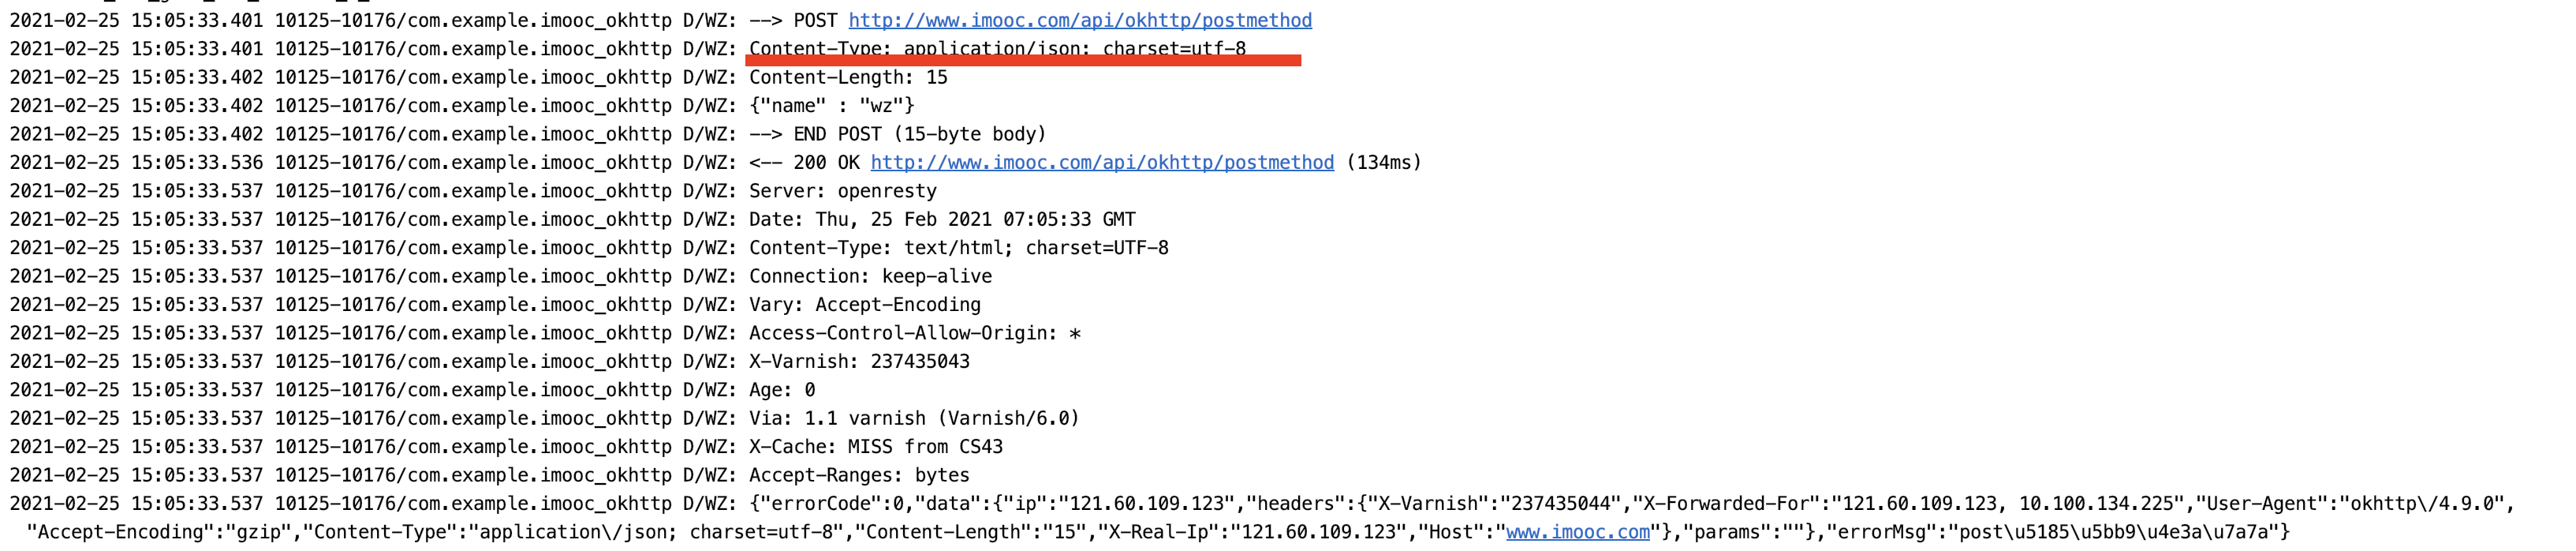 2021-02-25 15:05:33.401 10125-10176/com.example.imooc_okhttp D/WZ: --> POST http://www.imooc.com/api/okhttp/postmethod
2021-02-25 15:05:33.401 10125-10176/com.example.imooc_okhttp D/WZ: Content-Type: application/json; charset=utf-8
2021-02-25 15:05:33.402 10125-10176/com.example.imooc_okhttp D/WZ: Content-Length: 15
2021-02-25 15:05:33.402 10125-10176/com.example.imooc_okhttp D/WZ: {"name" : "wz"}
2021-02-25 15:05:33.402 10125-10176/com.example.imooc_okhttp D/WZ: --> END POST (15-byte body)
2021-02-25 15:05:33.536 10125-10176/com.example.imooc_okhttp D/WZ: <-- 200 OK http://www.imooc.com/api/okhttp/postmethod (134ms)
2021-02-25 15:05:33.537 10125-10176/com.example.imooc_okhttp D/WZ: Server: openresty
2021-02-25 15:05:33.537 10125-10176/com.example.imooc_okhttp D/WZ: Date: Thu, 25 Feb 2021 07:05:33 GMT
2021-02-25 15:05:33.537 10125-10176/com.example.imooc_okhttp D/WZ: Content-Type: text/html; charset=UTF-8
2021-02-25 15:05:33.537 10125-10176/com.example.imooc_okhttp D/WZ: Connection: keep-alive
2021-02-25 15:05:33.537 10125-10176/com.example.imooc_okhttp D/WZ: Vary: Accept-Encoding
2021-02-25 15:05:33.537 10125-10176/com.example.imooc_okhttp D/WZ: Access-Control-Allow-Origin: *
2021-02-25 15:05:33.537 10125-10176/com.example.imooc_okhttp D/WZ: X-Varnish: 237435043
2021-02-25 15:05:33.537 10125-10176/com.example.imooc_okhttp D/WZ: Age: 0
2021-02-25 15:05:33.537 10125-10176/com.example.imooc_okhttp D/WZ: Via: 1.1 varnish (Varnish/6.0)
2021-02-25 15:05:33.537 10125-10176/com.example.imooc_okhttp D/WZ: X-Cache: MISS from CS43
2021-02-25 15:05:33.537 10125-10176/com.example.imooc_okhttp D/WZ: Accept-Ranges: bytes
2021-02-25 15:05:33.537 10125-10176/com.example.imooc_okhttp D/WZ: {"errorCode":0,"data":{"ip":"121.60.109.123","headers":{"X-Varnish":"237435044","X-Forwarded-For":"121.60.109.123, 10.100.134.225","User-Agent":"okhttp\/4.9.0",
"Accept-Encoding":"gzip","Content-Type":"application\/json; charset=utf-8","Content-Length":"15","X-Real-Ip":"121.60.109.123","Host":"www.imooc.com"},"params":""},"errorMsg":"post\u5185\u5bb9\u4e3a\u7a7a"}